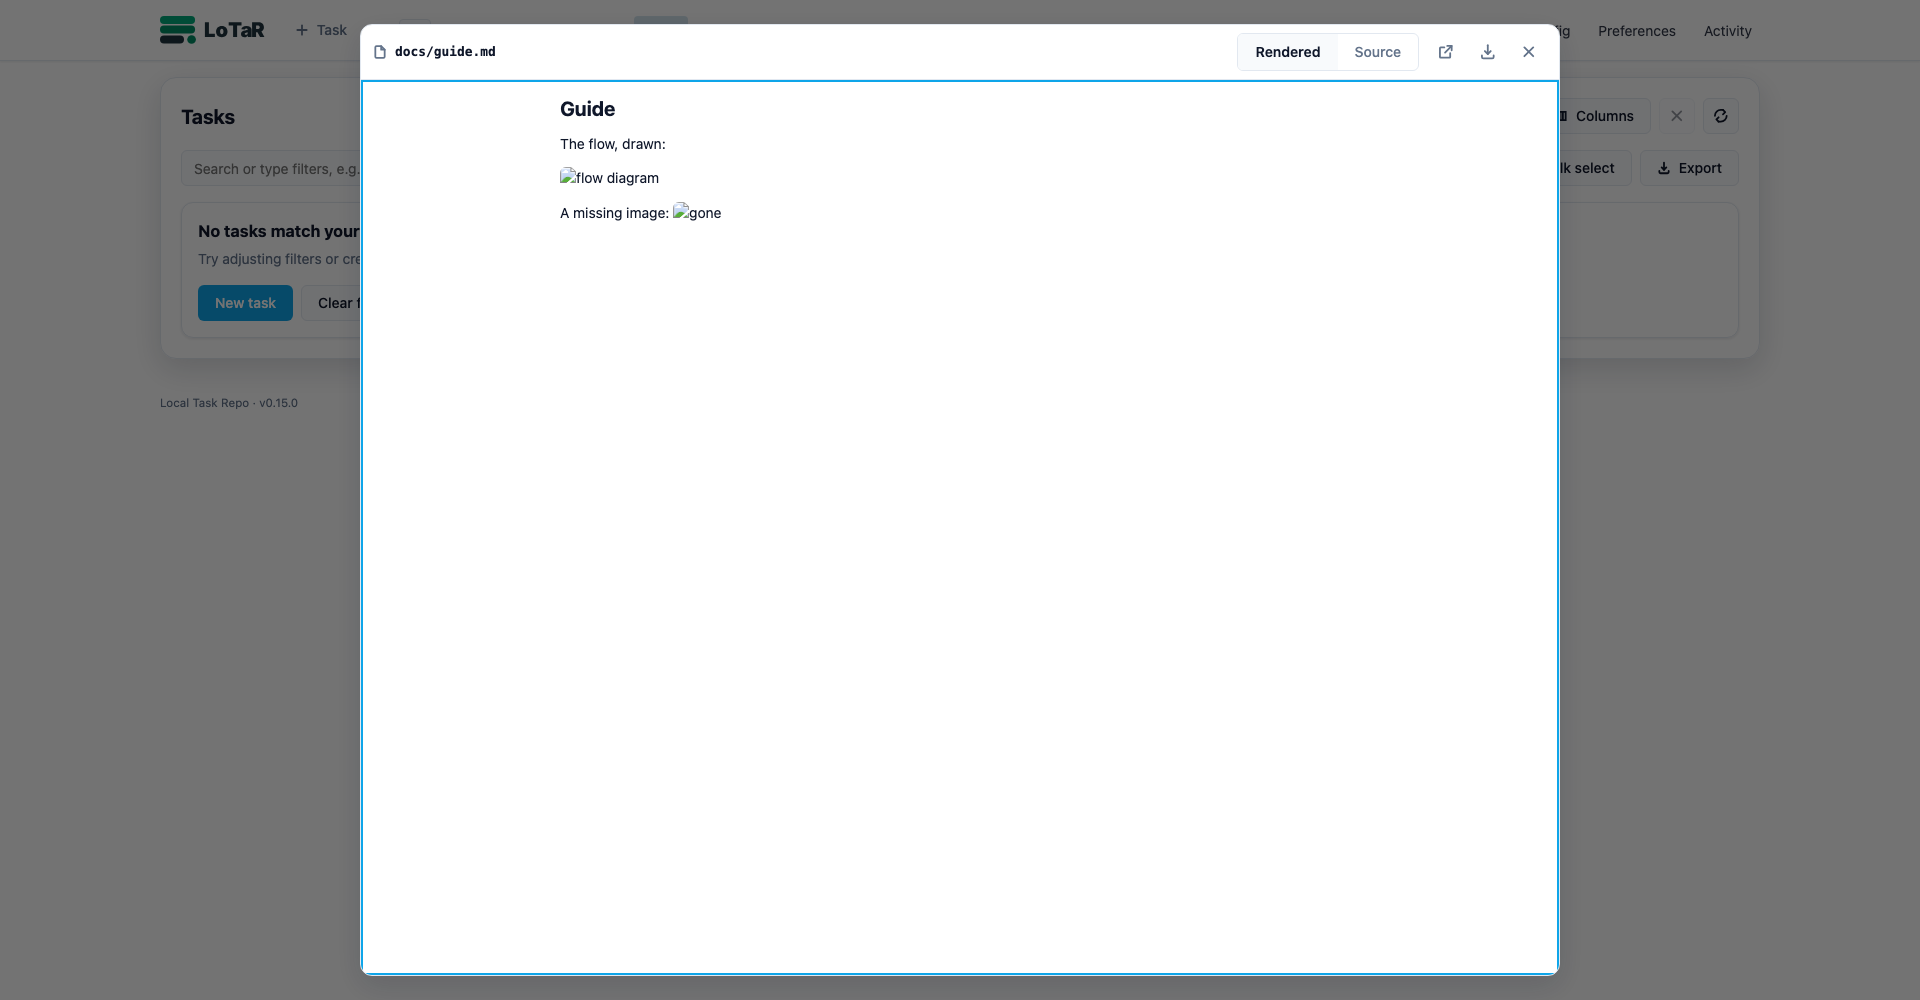 LoTaR
Task
Preferences
Activity
docs/guide.md
Rendered
Source
Guide
The flow, drawn:
flow diagram
A missing image: gone
Tasks
Columns
Search or type filters, e.g.
lk select
Export
No tasks match your
Try adjusting filters or cre
New task
Clear f
Local Task Repo · v0.15.0